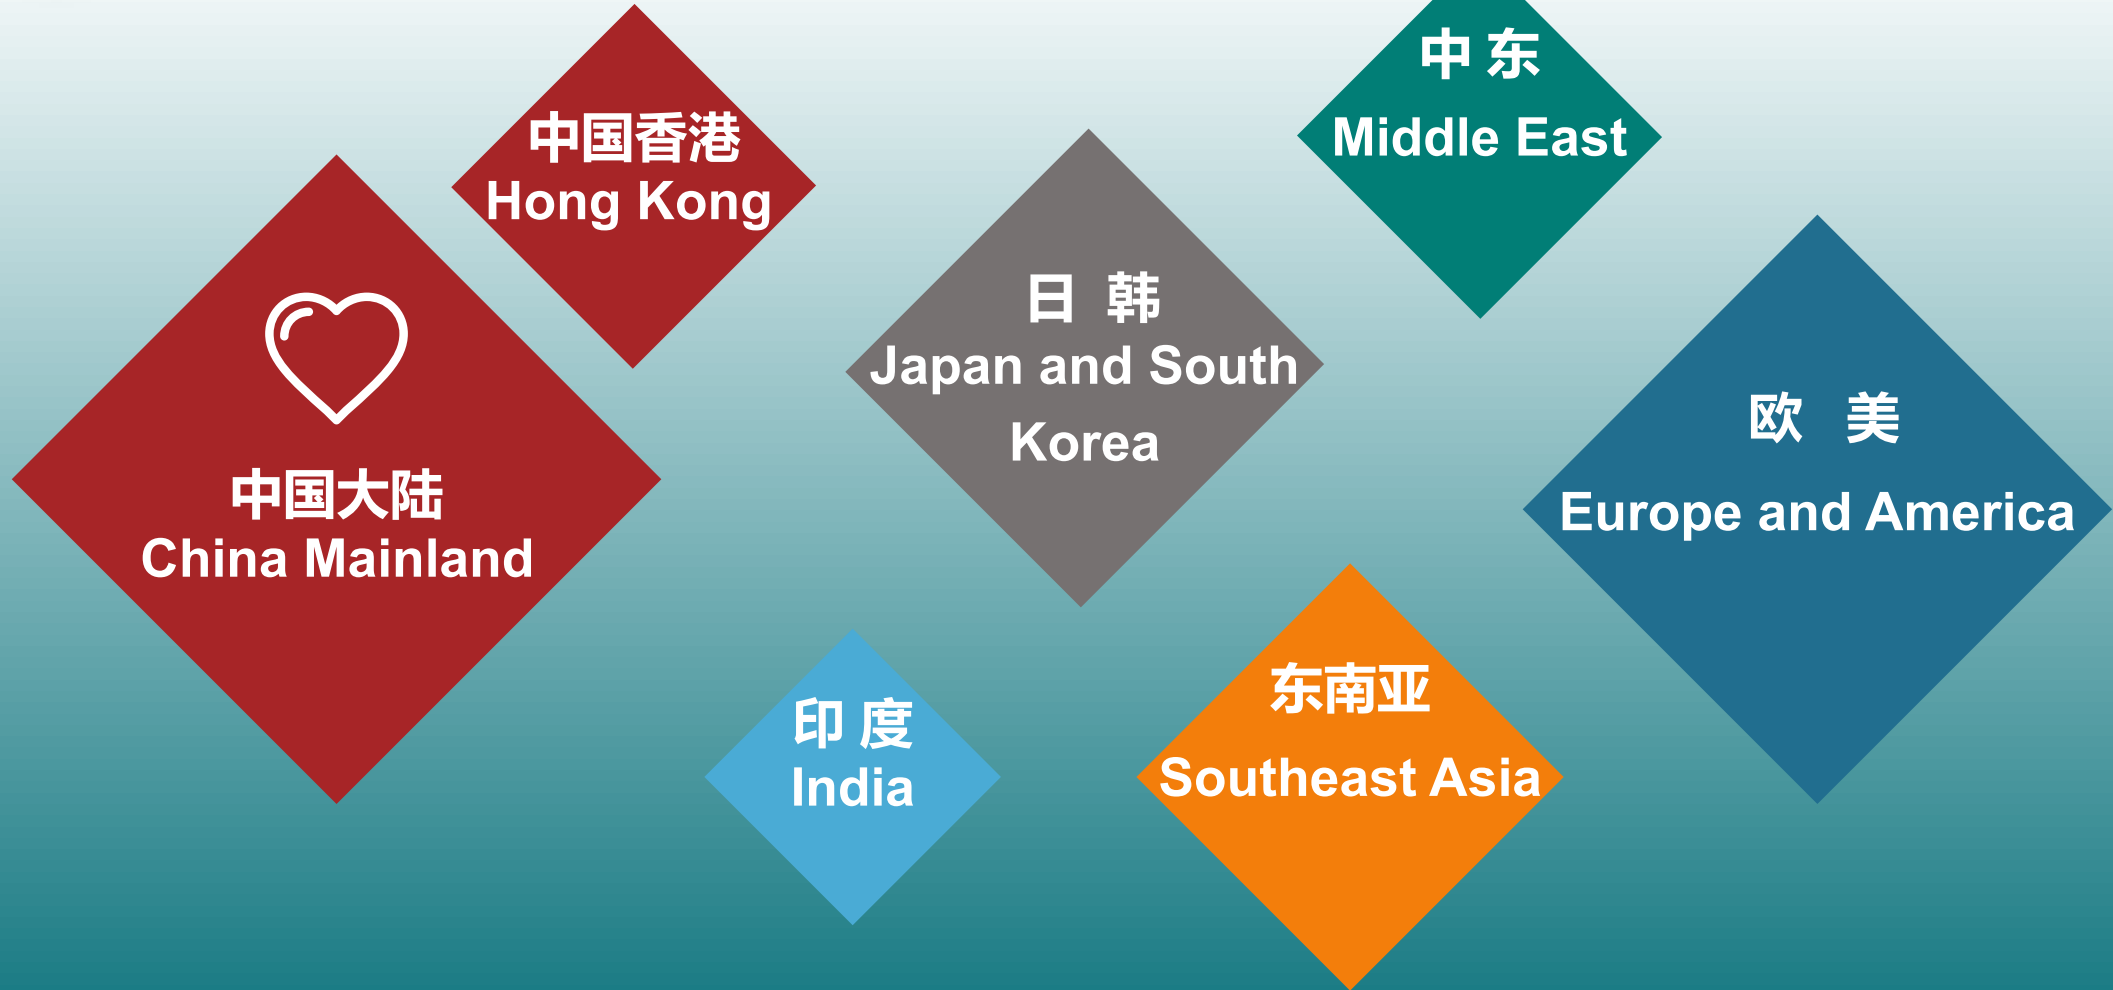 中国香港
Hong Kong
中国大陆
China Mainland
日 韩
Japan and South
Korea
中 东
Middle East
欧 美
Europe and America
印 度
India
东南亚
Southeast Asia